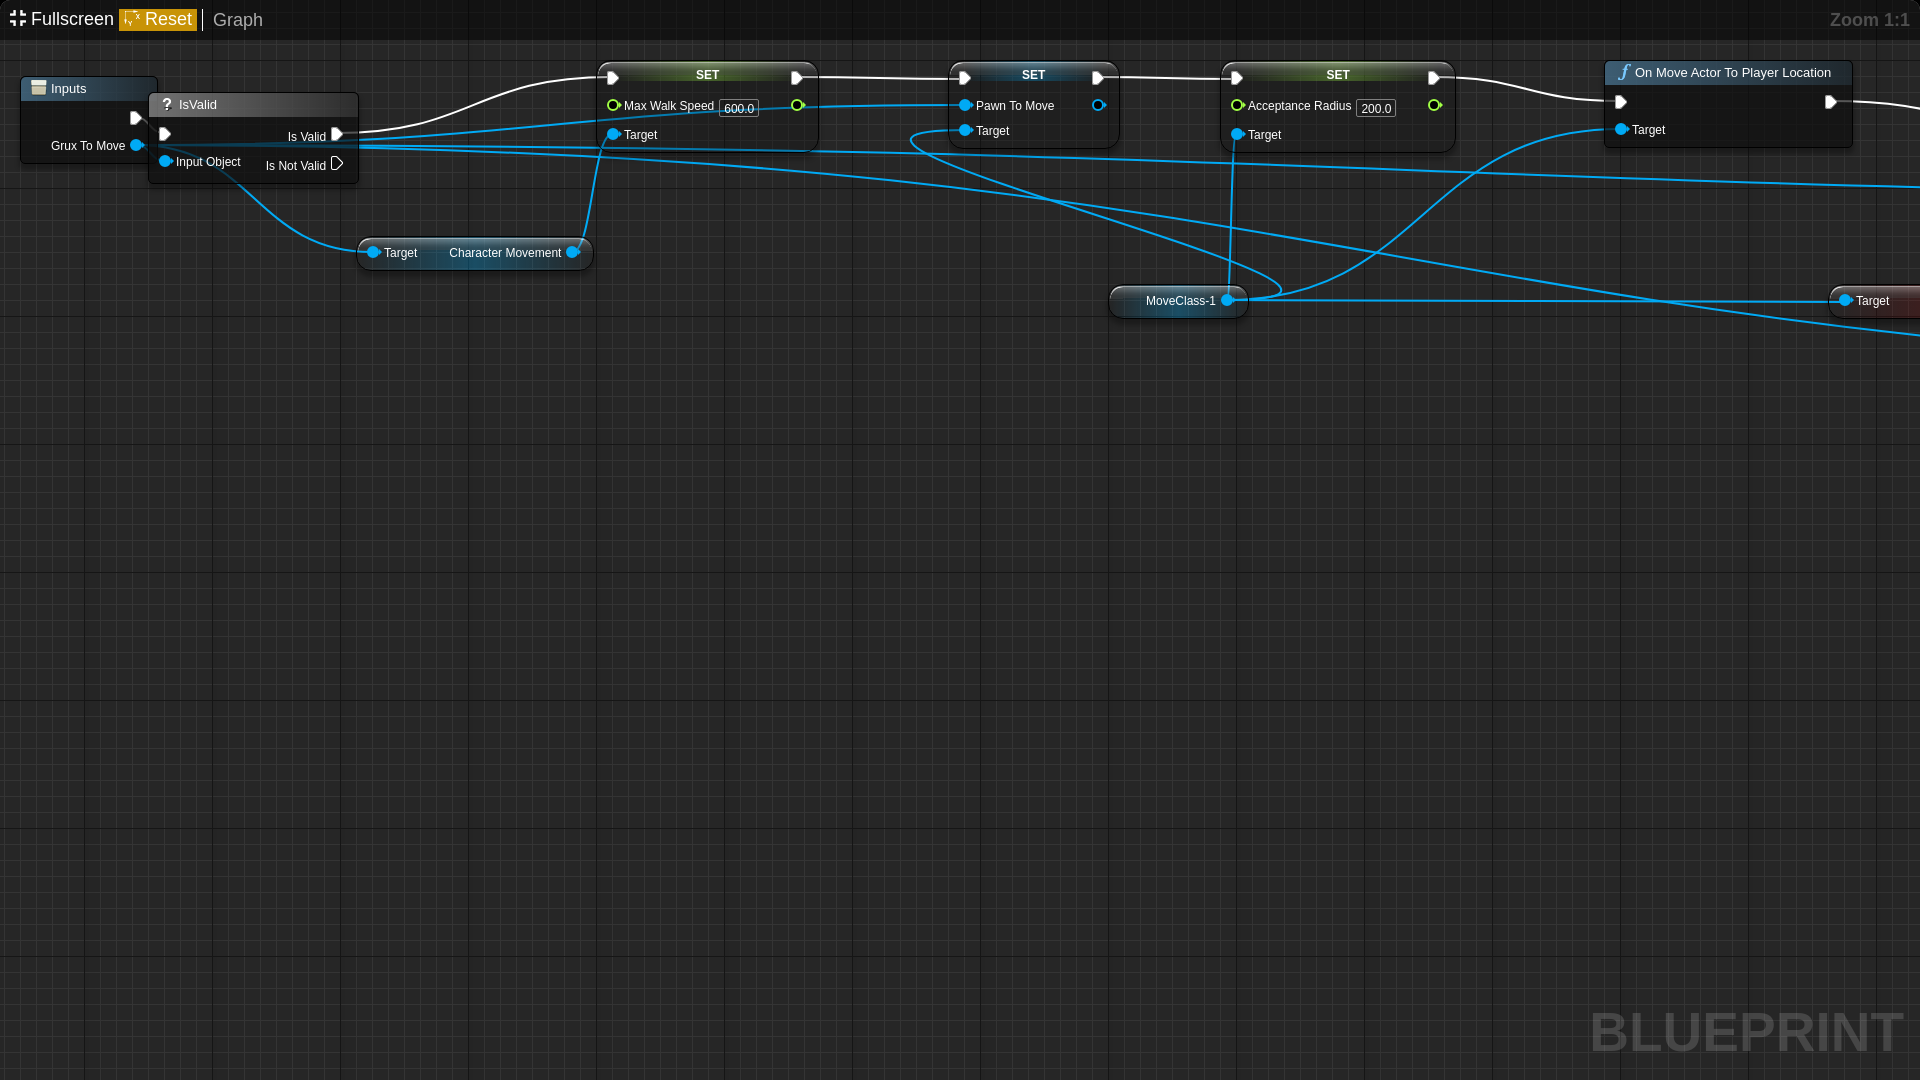 Fullscreen Reset Graph Zoom 1:1
Inputs
Grux To Move
? IsValid
Is Valid
Input Object
Is Not Valid
SET
Max Walk Speed 600.0
Target
SET
Pawn To Move
Target
SET
Acceptance Radius 200.0
Target
f On Move Actor To Player Location
Target
Target Character Movement
MoveClass-1
Target
BLUEPRINT